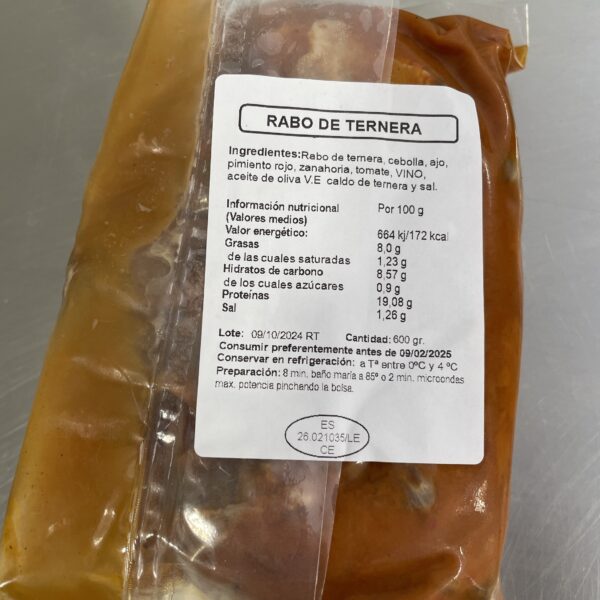 RABO DE TERNERA
Ingredientes:Rabo de ternera, cebolla, ajo,
pimiento rojo, zanahoria, tomate, VINO,
aceite de oliva V.E caldo de ternera y sal.
Información nutricional Por 100 g
(Valores medios)
Valor energético: 664 kj/172 kcal
Grasas 8,0 g
de las cuales saturadas 1,23 g
Hidratos de carbono 8,57 g
de los cuales azúcares 0,9 g
Proteínas 19,08 g
Sal 1,26 g
Lote: 09/10/2024 RT Cantidad: 600 gr.
Consumir preferentemente antes de 09/02/2025
Conservar en refrigeración: a Tª entre 0ºC y 4 ºC
Preparación: 8 min. baño maría a 85º o 2 min. microondas
max. potencia pinchando la bolsa.
ES
26.021035/LE
CE